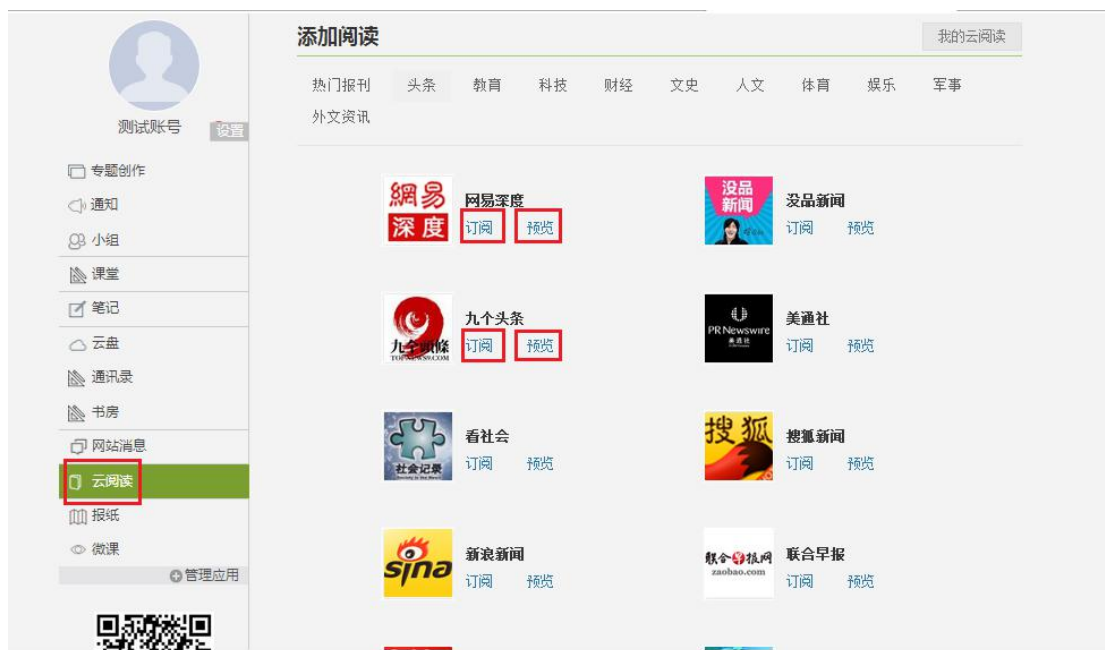 添加阅读
我的云阅读
热门报刊 头条 教育 科技 财经 文史 人文 体育 娱乐 军事
外文资讯
测试账号 设置
专题创作
通知
小组
课堂
笔记
云盘
通讯录
书房
网站消息
云阅读
报纸
微课
管理应用
網易
深度
网易深度
订阅 预览
没品
新闻
没品新闻
订阅 预览
九个頭條
TOPNEWS9.COM
九个头条
订阅 预览
PR Newswire
美通社
美通社
订阅 预览
社会记录
看社会
订阅 预览
搜狐
搜狐新闻
订阅 预览
sina
新浪新闻
订阅 预览
联合早报网
zaobao.com
联合早报
订阅 预览